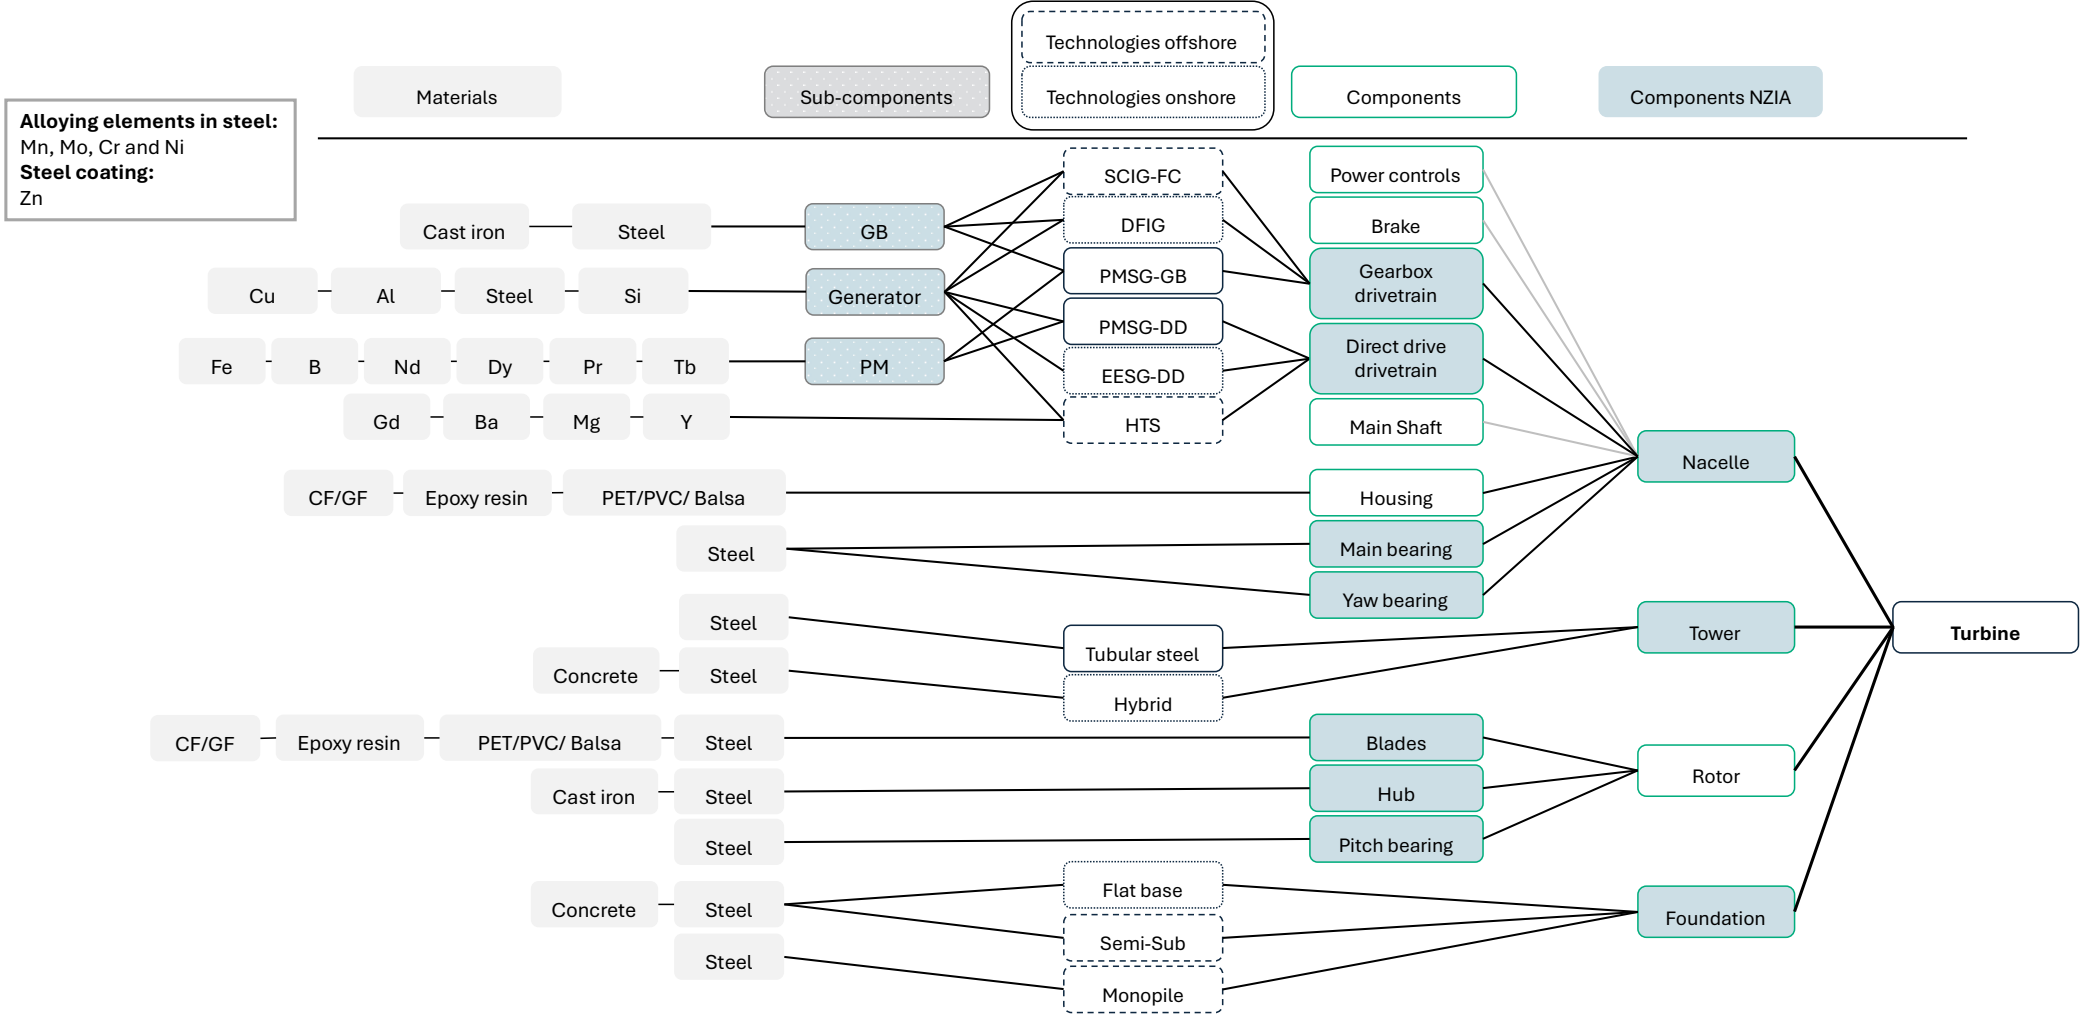 Technologies offshore
Materials
Sub-components
Technologies onshore
Components
Components NZIA
Alloying elements in steel:
Mn, Mo, Cr and Ni
Steel coating:
Zn
SCIG-FC
Power controls
Cast iron
Steel
GB
DFIG
Brake
Cu
Al
Steel
Si
Generator
PMSG-GB
Gearbox
drivetrain
PMSG-DD
Fe
B
Nd
Dy
Pr
Tb
PM
EESG-DD
Direct drive
drivetrain
Gd
Ba
Mg
Y
HTS
Main Shaft
Nacelle
CF/GF
Epoxy resin
PET/PVC/ Balsa
Housing
Steel
Main bearing
Yaw bearing
Steel
Tubular steel
Tower
Turbine
Concrete
Steel
Hybrid
CF/GF
Epoxy resin
PET/PVC/ Balsa
Steel
Blades
Rotor
Cast iron
Steel
Hub
Steel
Pitch bearing
Flat base
Concrete
Steel
Foundation
Semi-Sub
Steel
Monopile